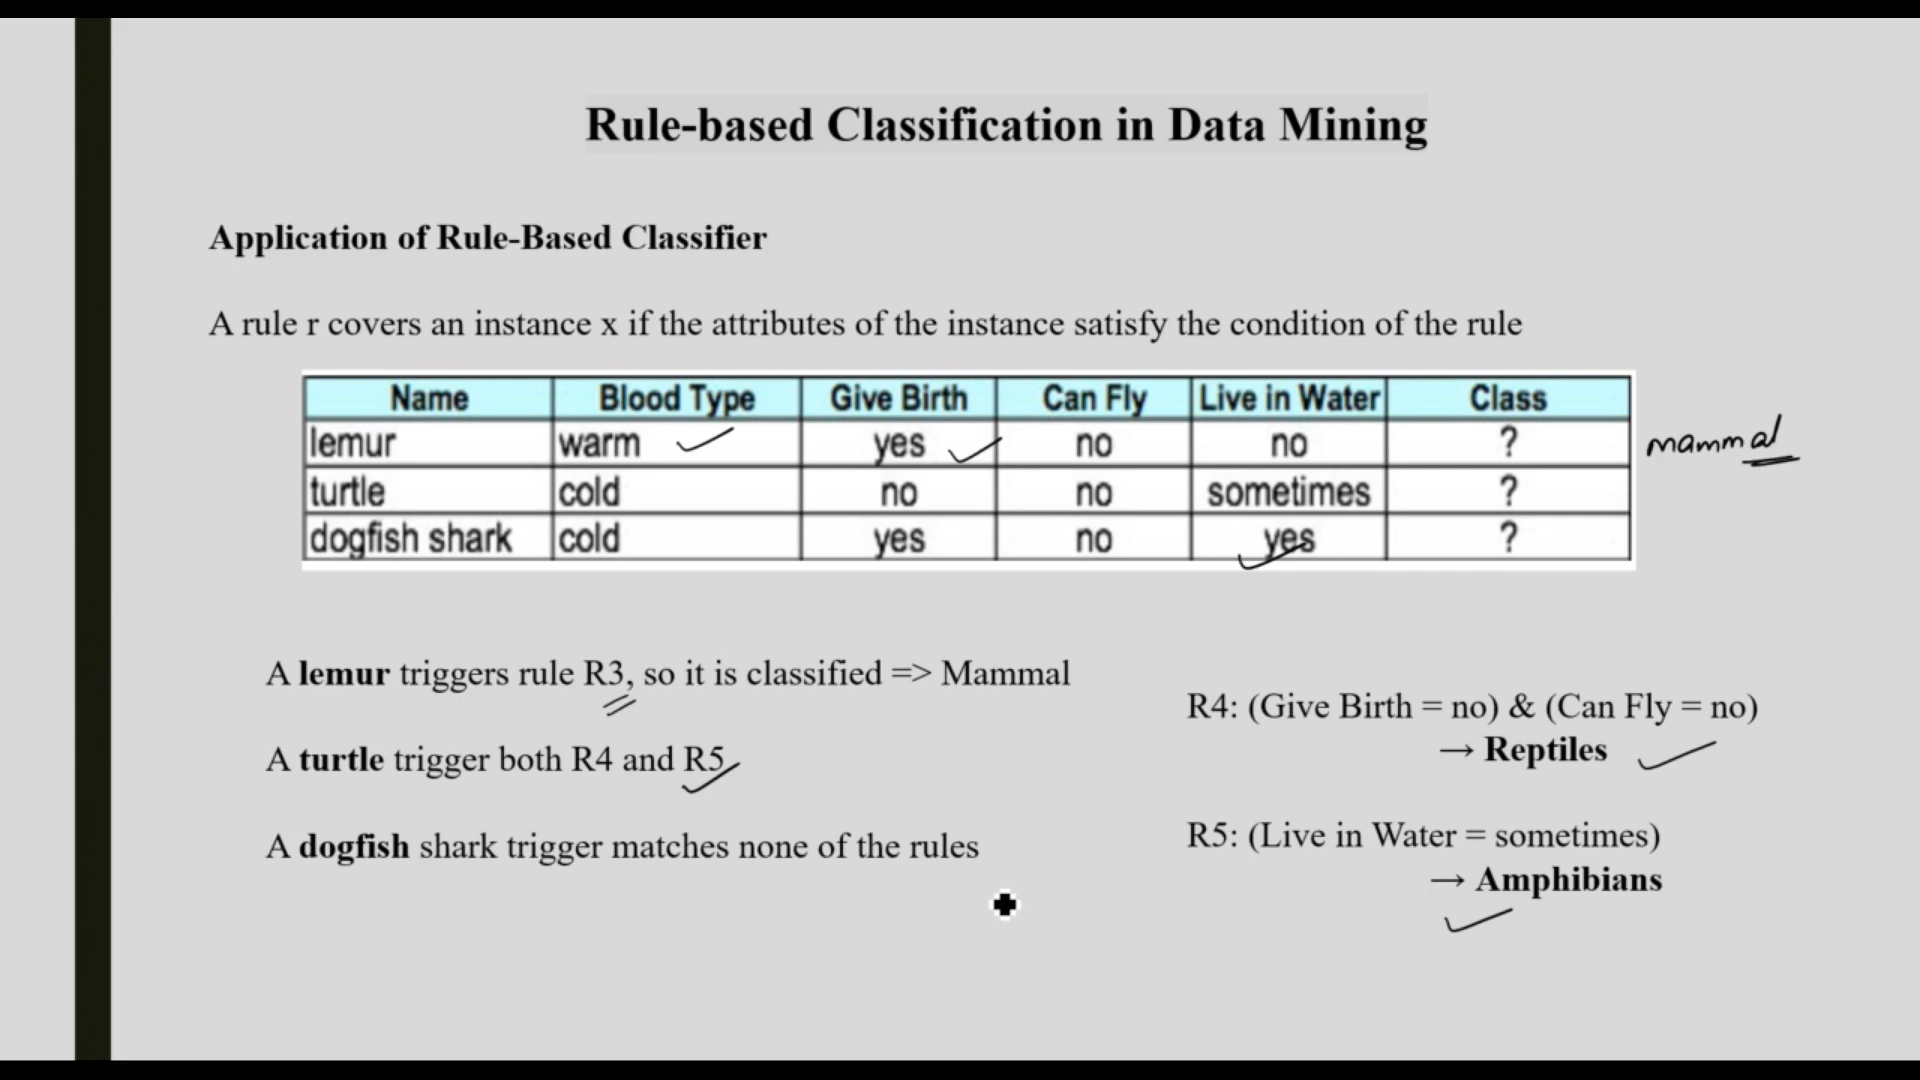 Rule-based Classification in Data Mining
Application of Rule-Based Classifier
A rule r covers an instance x if the attributes of the instance satisfy the condition of the rule
Name Blood Type Give Birth Can Fly Live in Water Class
lemur warm yes no no ? mammal
turtle cold no no sometimes ?
dogfish shark cold yes no yes ?
A lemur triggers rule R3, so it is classified => Mammal
A turtle trigger both R4 and R5
A dogfish shark trigger matches none of the rules
R4: (Give Birth = no) & (Can Fly = no)
→ Reptiles
R5: (Live in Water = sometimes)
→ Amphibians